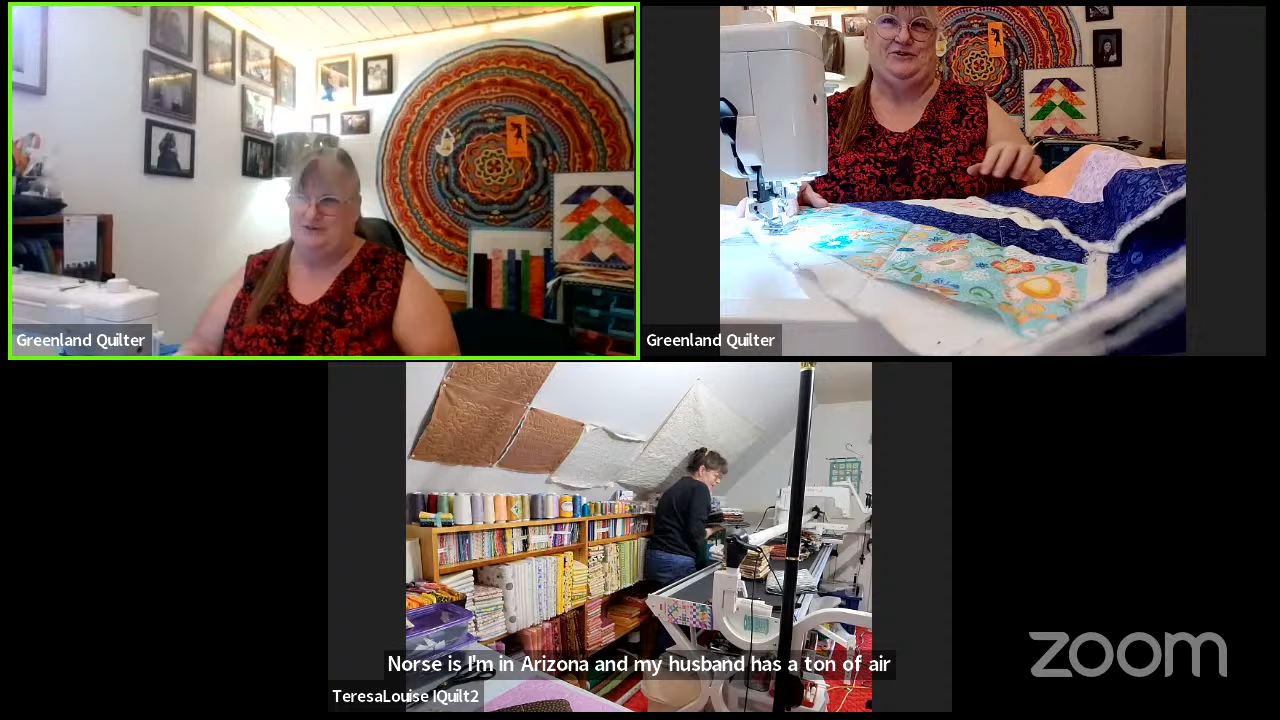 Greenland Quilter
Greenland Quilter
Norse is I'm in Arizona and my husband has a ton of air
TeresaLouise IQuilt2
zoom